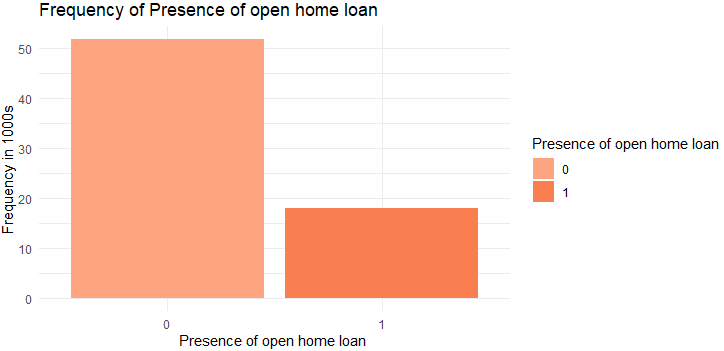 Frequency of Presence of open home loan
Frequency in 1000s
50
40
30
20
10
0
0
1
Presence of open home loan
Presence of open home loan
0
1